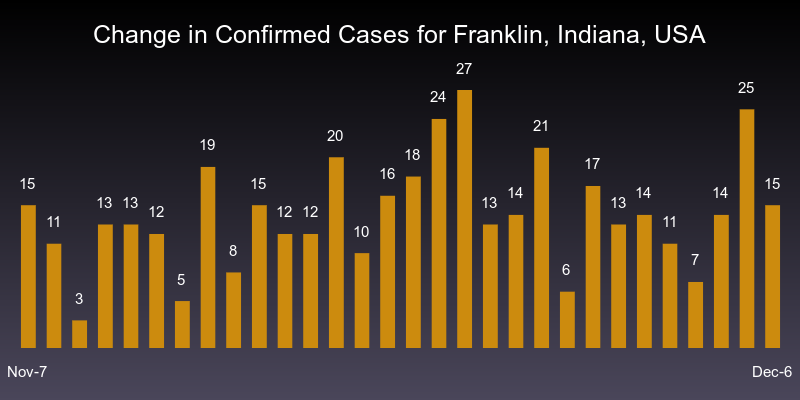 Change in Confirmed Cases for Franklin, Indiana, USA
15 11 3 13 13 12 5 19 8 15 12 12 20 10 16 18 24 27 13 14 21 6 17 13 14 11 7 14 25 15
Nov-7 Dec-6